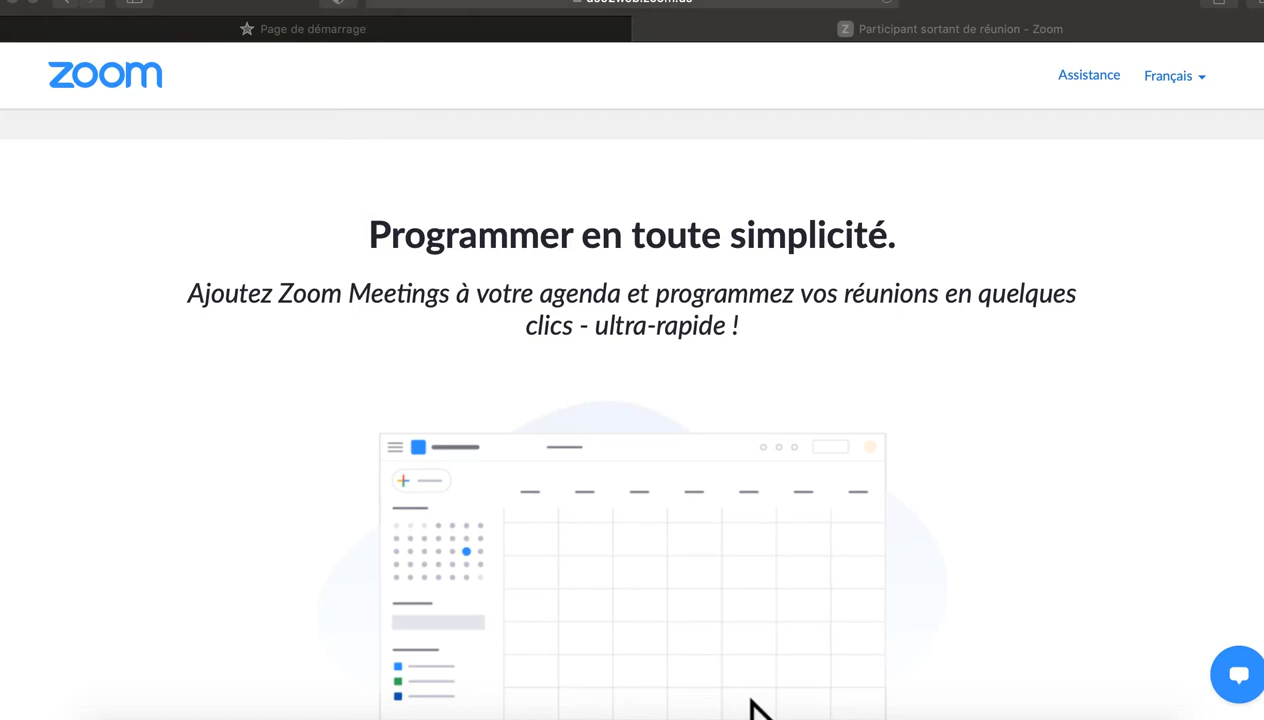 Page de démarrage
Z Participant sortant de réunion - Zoom
zoom
Assistance
Français
Programmer en toute simplicité.
Ajoutez Zoom Meetings à votre agenda et programmez vos réunions en quelques
clics - ultra-rapide !